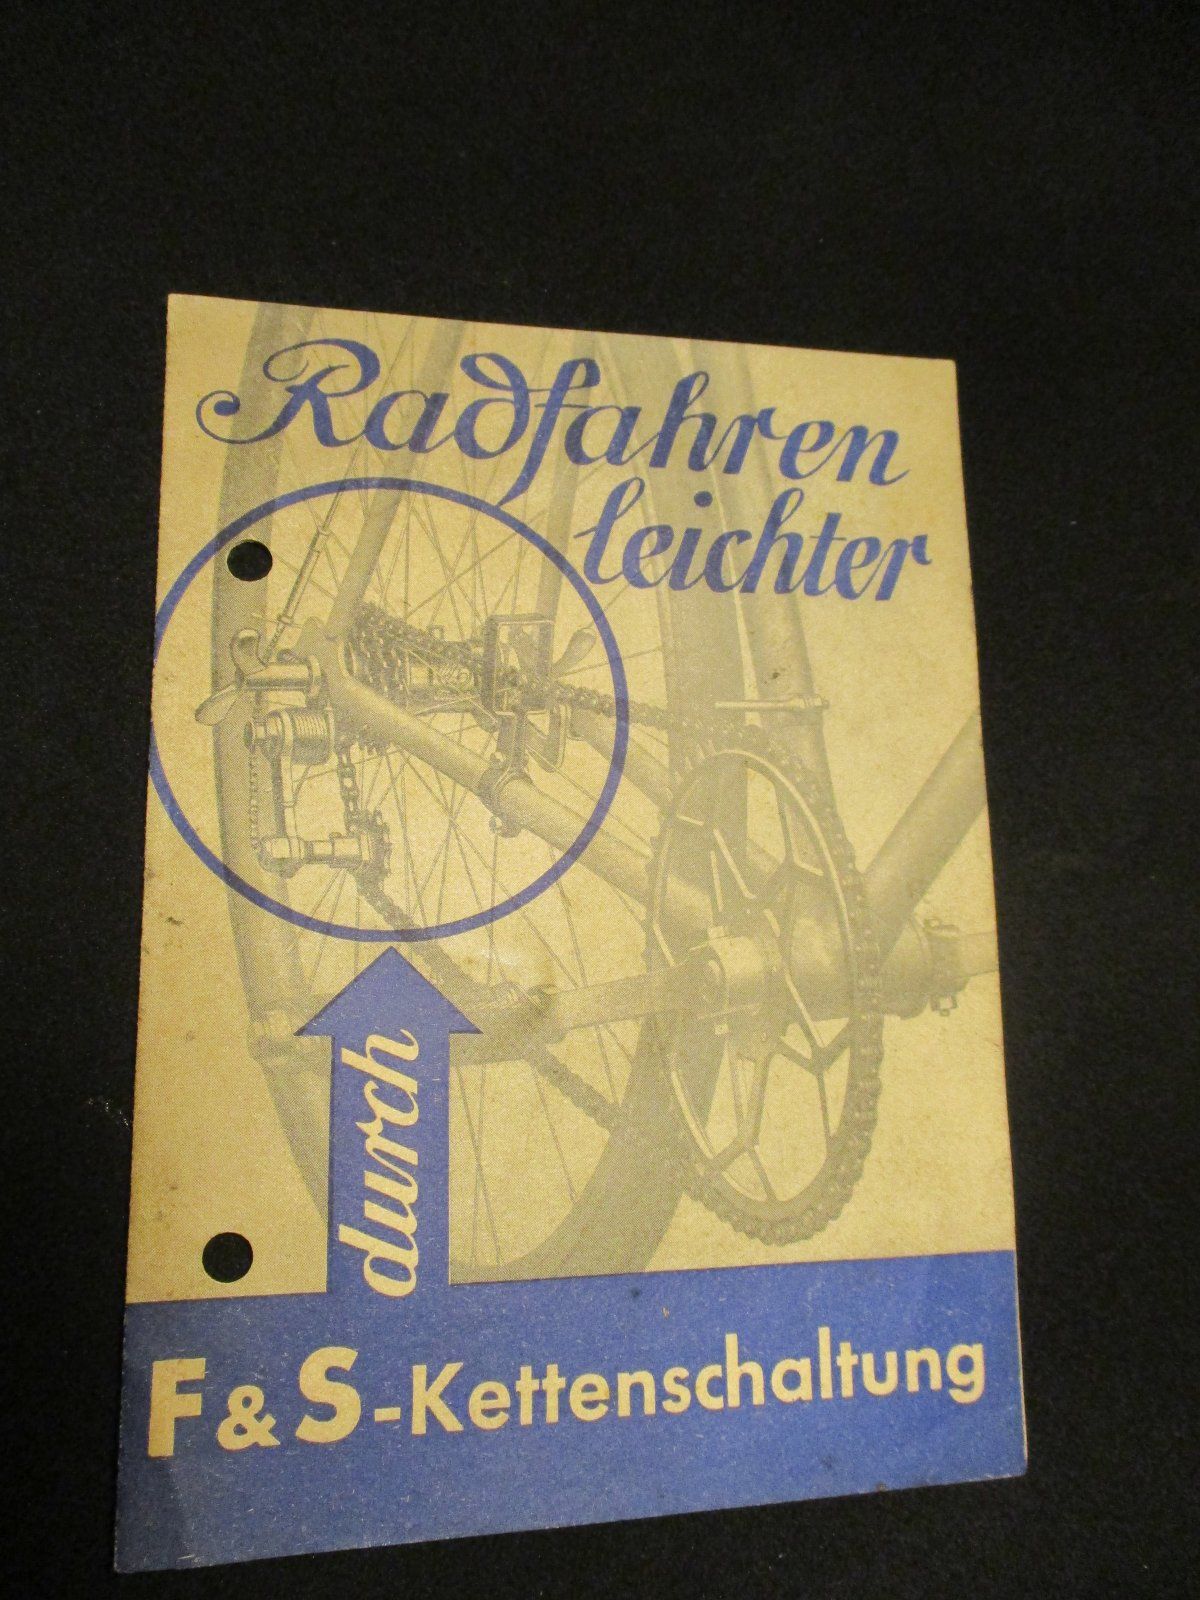 Radfahren
leichter
durch
F & S-Kettenschaltung